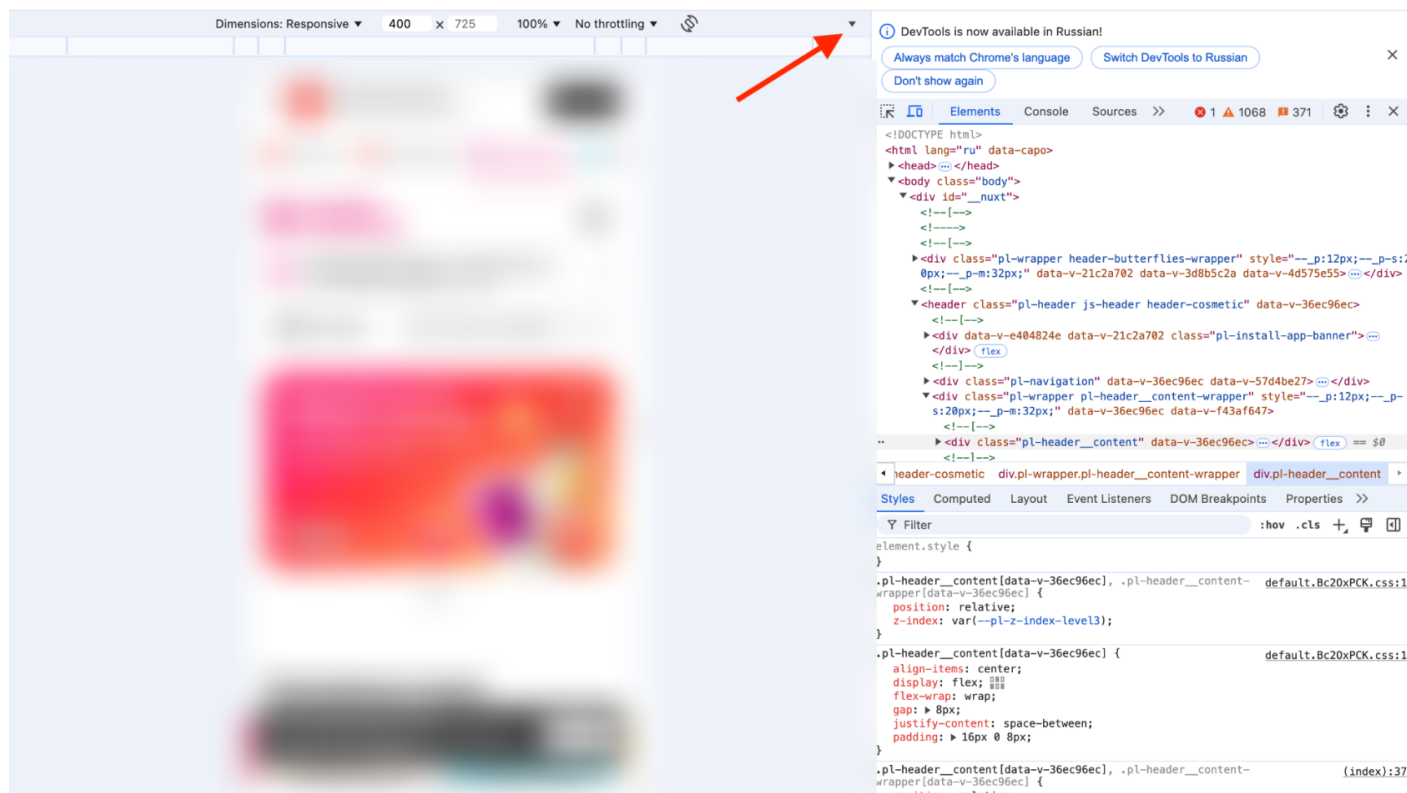 Dimensions: Responsive ▼ 400 x 725 100% ▼ No throttling ▼
DevTools is now available in Russian!
Always match Chrome's language
Switch DevTools to Russian
Don't show again
Elements Console Sources 1 1068 371
<!DOCTYPE html>
<html lang="ru" data-capo>
<head> </head>
<body class="body">
<div id="__nuxt">
<!--[-->
<!---->
<!--[-->
<div class="pl-wrapper header-butterflies-wrapper" style="--_p:12px;--_p-s:2
0px;--_p-m:32px;" data-v-21c2a702 data-v-3d8b5c2a data-v-4d575e55> </div>
<!--[-->
<header class="pl-header js-header header-cosmetic" data-v-36ec96ec>
<!--[-->
<div data-v-e404824e data-v-21c2a702 class="pl-install-app-banner">
</div> flex
<!--]-->
<div class="pl-navigation" data-v-36ec96ec data-v-57d4be27> </div>
<div class="pl-wrapper pl-header__content-wrapper" style="--_p:12px;--_p-
s:20px;--_p-m:32px;" data-v-36ec96ec data-v-f43af647>
<!--[-->
<div class="pl-header__content" data-v-36ec96ec> </div> flex == $0
<!--]-->
header-cosmetic div.pl-wrapper.pl-header__content-wrapper div.pl-header__content
Styles Computed Layout Event Listeners DOM Breakpoints Properties
Filter :hov .cls
element.style {
}
.pl-header__content[data-v-36ec96ec], .pl-header__content- default.Bc2OxPCK.css:1
wrapper[data-v-36ec96ec] {
position: relative;
z-index: var(--pl-z-index-level3);
}
.pl-header__content[data-v-36ec96ec] { default.Bc2OxPCK.css:1
align-items: center;
display: flex;
flex-wrap: wrap;
gap: 8px;
justify-content: space-between;
padding: 16px 0 8px;
}
.pl-header__content[data-v-36ec96ec], .pl-header__content- (index):37
wrapper[data-v-36ec96ec] {